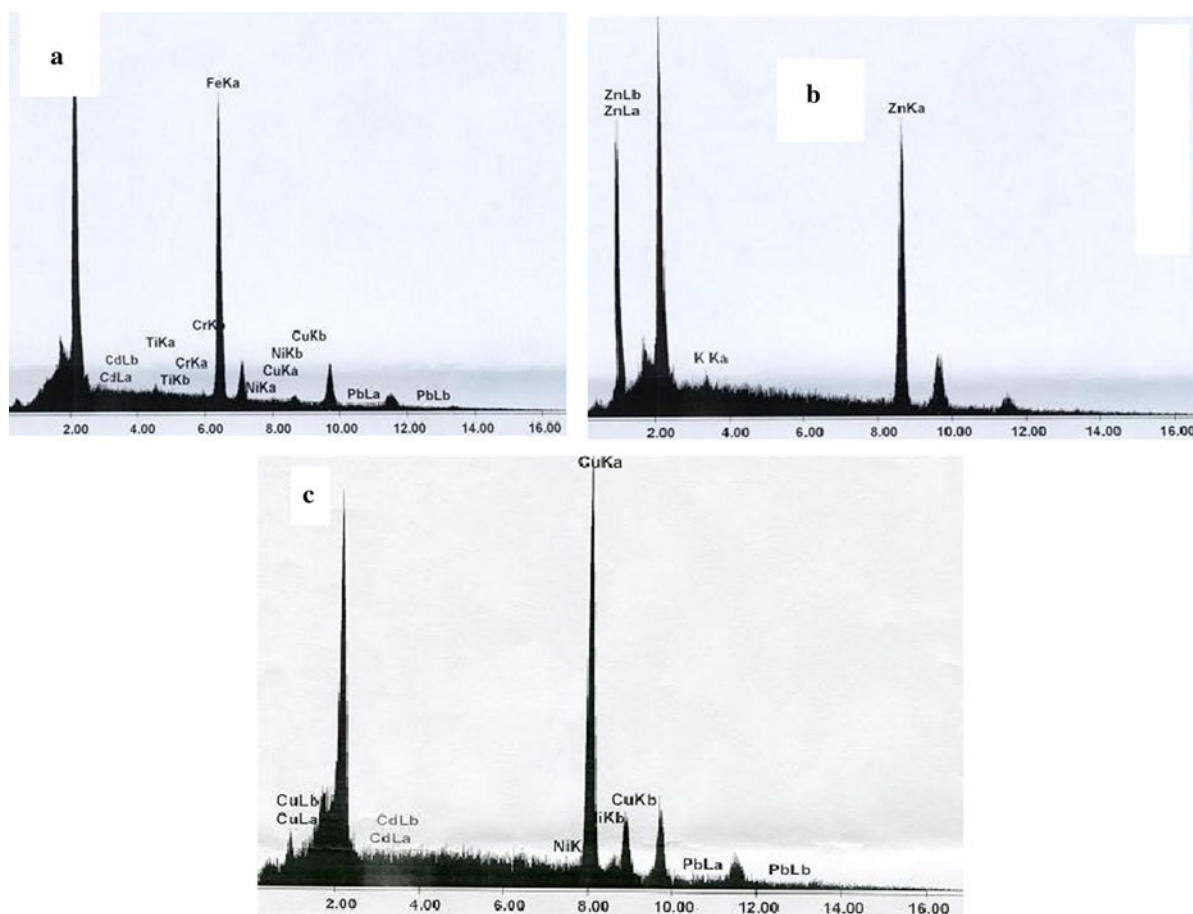 a
FeKa
CrKb
CuKb
TiKa
NiKb
CdLb
CrKa
CuKa
CdLa
TiKb
NiKa
PbLa
PbLb
2.00 4.00 6.00 8.00 10.00 12.00 14.00 16.00
b
ZnLb
ZnLa
ZnKa
K Ka
2.00 4.00 6.00 8.00 10.00 12.00 14.00 16.00
c
CuKa
CuLb
CuLa
CdLb
CdLa
CuKb
NiK
iKb
PbLa
PbLb
2.00 4.00 6.00 8.00 10.00 12.00 14.00 16.00